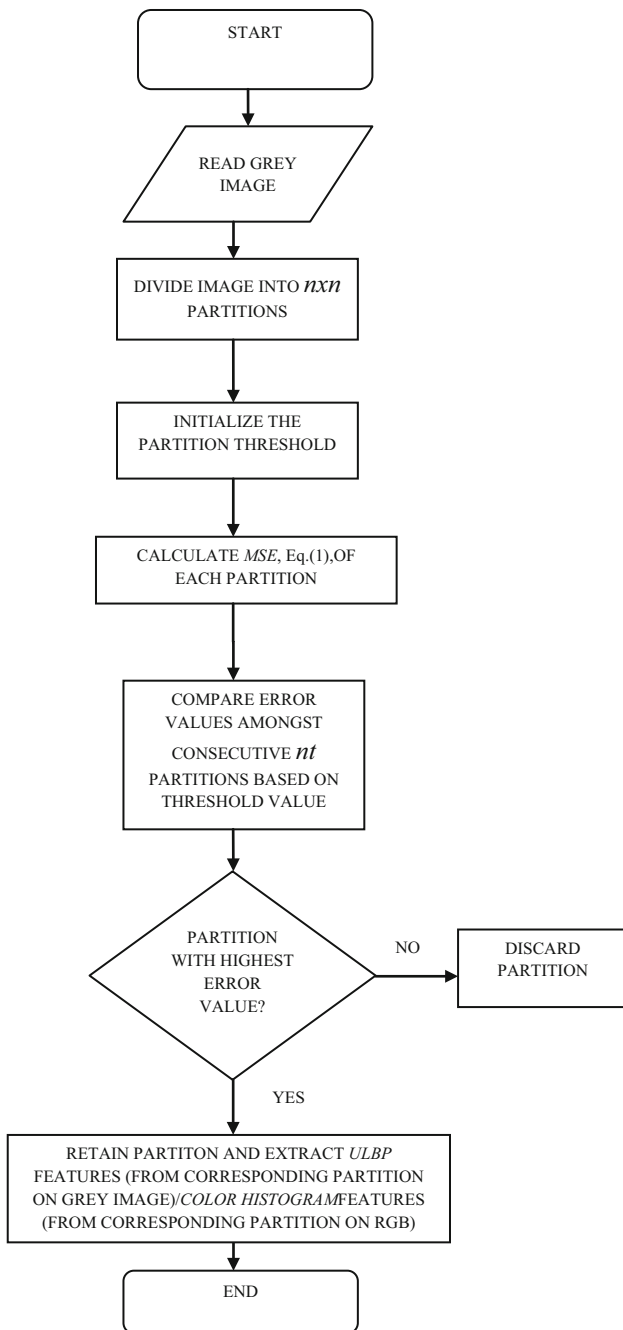 START
READ GREY
IMAGE
DIVIDE IMAGE INTO nxn
PARTITIONS
INITIALIZE THE
PARTITION THRESHOLD
CALCULATE MSE, Eq.(1),OF
EACH PARTITION
COMPARE ERROR
VALUES AMONGST
CONSECUTIVE nt
PARTITIONS BASED ON
THRESHOLD VALUE
PARTITION
WITH HIGHEST
ERROR
VALUE?
NO
DISCARD
PARTITION
YES
RETAIN PARTITON AND EXTRACT ULBP
FEATURES (FROM CORRESPONDING PARTITION
ON GREY IMAGE)/COLOR HISTOGRAMFEATURES
(FROM CORRESPONDING PARTITION ON RGB)
END